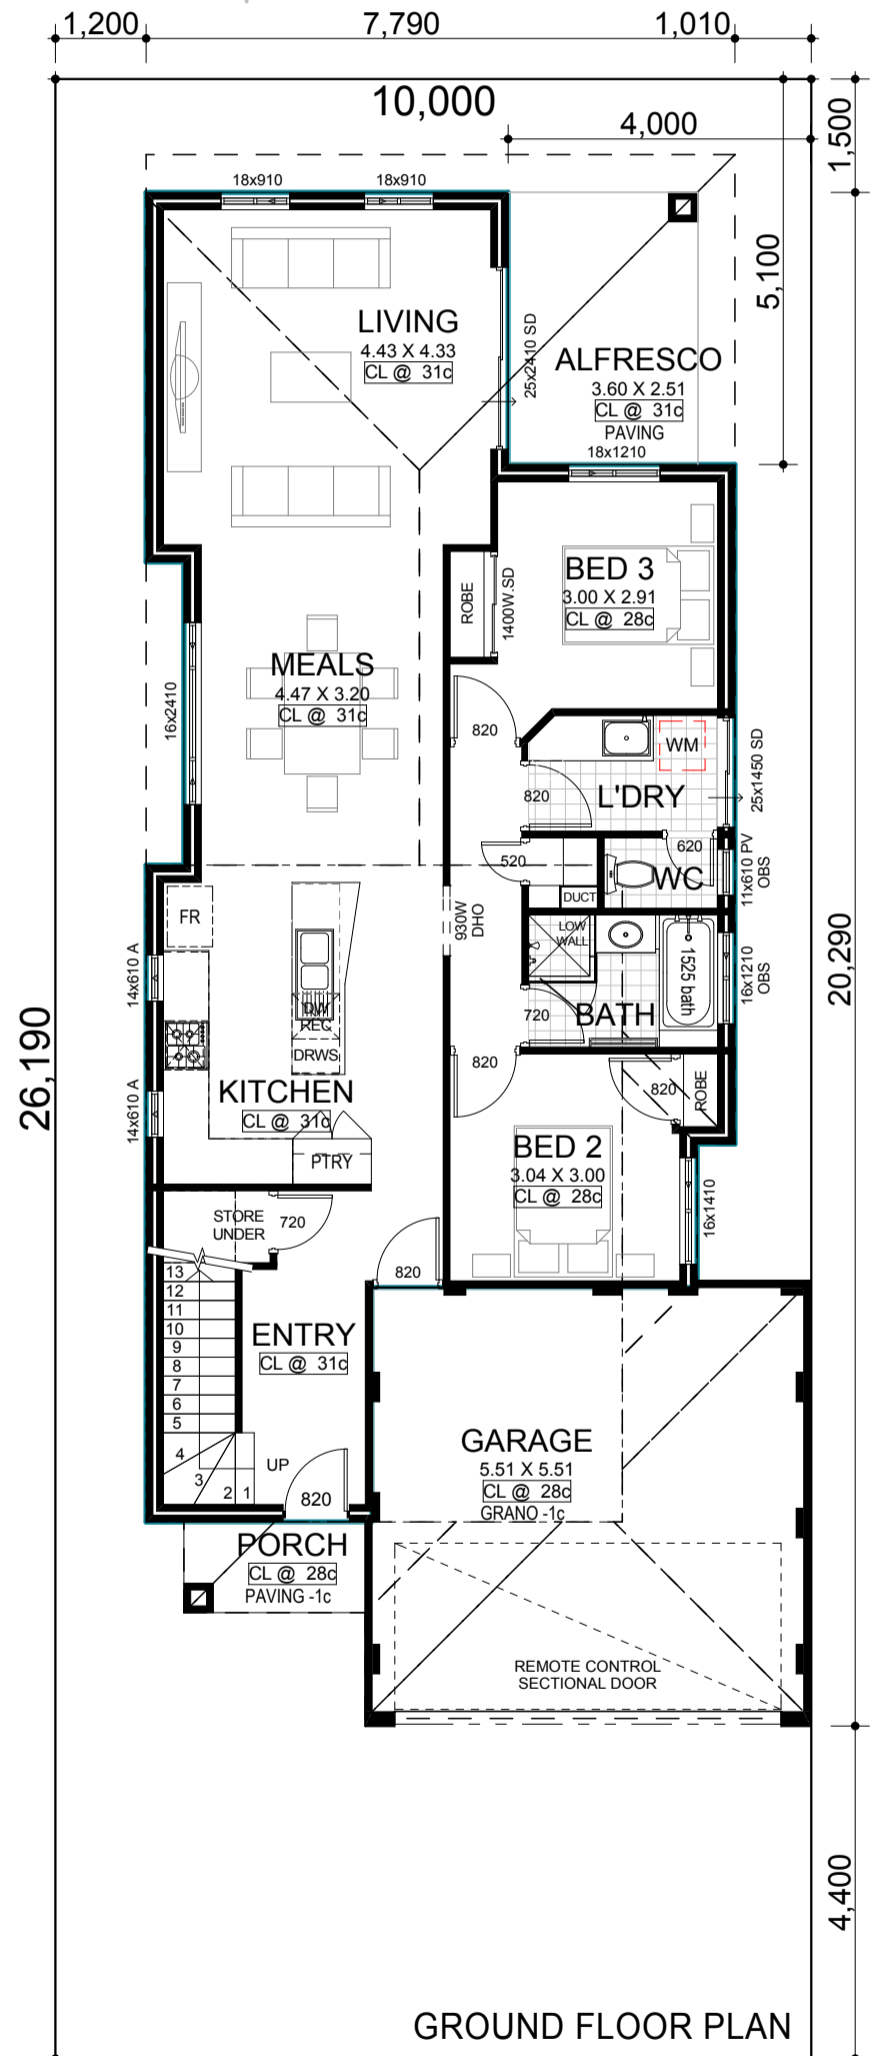 1,200
7,790
1,010
10,000
4,000
1,500
18x910
18x910
5,100
LIVING
4.43 X 4.33
CL @ 31c
25x2410 SD
ALFRESCO
3.60 X 2.51
CL @ 31c
PAVING
18x1210
BED 3
3.00 X 2.91
CL @ 28c
ROBE
1400W.SD
MEALS
4.47 X 3.20
CL @ 31c
16x2410
820
WM
820
L'DRY
25x1450 SD
520
620
WC
11x610 PV
OBS
DUCT
FR
930W
DHO
LOW
WALL
1525 bath
16x1210
OBS
20,290
14x610 A
DW
REC
DRWS
720
BATH
26,190
14x610 A
KITCHEN
CL @ 31c
820
820
ROBE
PTRY
BED 2
3.04 X 3.00
CL @ 28c
16x1410
STORE
UNDER
720
820
13
12
11
10
9
8
7
6
5
4
3
2
1
UP
ENTRY
CL @ 31c
820
GARAGE
5.51 X 5.51
CL @ 28c
GRANO -1c
PORCH
CL @ 28c
PAVING -1c
REMOTE CONTROL
SECTIONAL DOOR
4,400
GROUND FLOOR PLAN